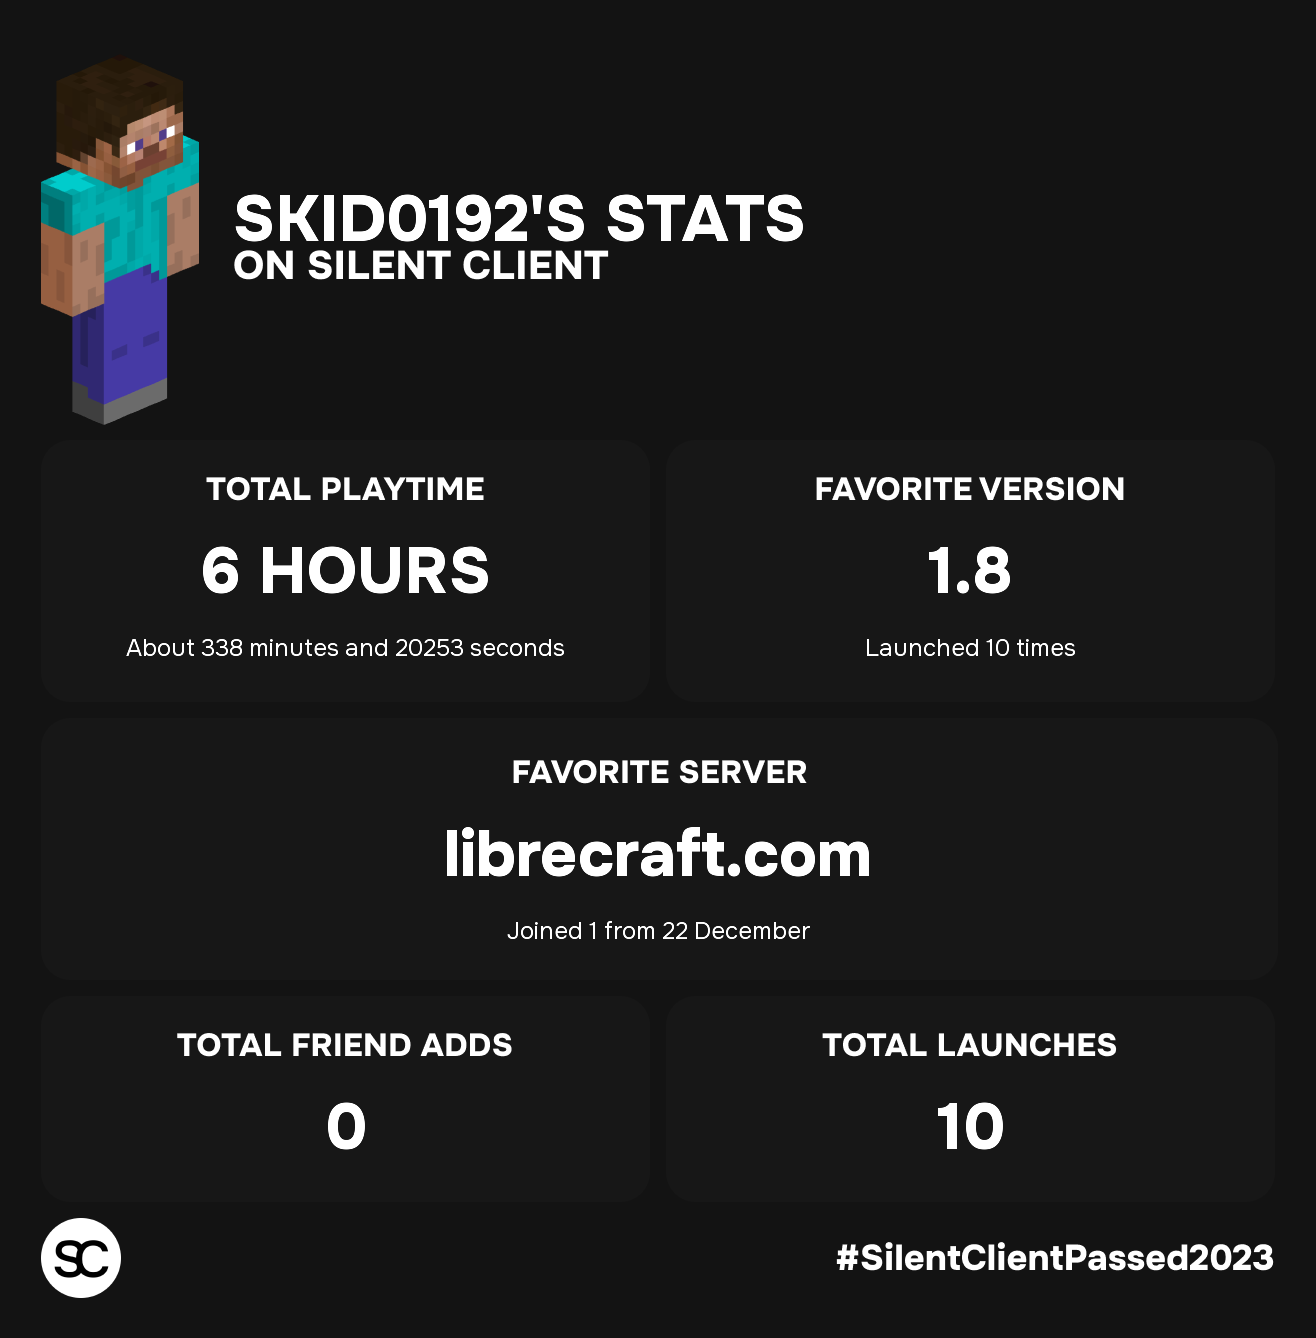 SKID0192'S STATS
ON SILENT CLIENT
TOTAL PLAYTIME
6 HOURS
About 338 minutes and 20253 seconds
FAVORITE VERSION
1.8
Launched 10 times
FAVORITE SERVER
librecraft.com
Joined 1 from 22 December
TOTAL FRIEND ADDS
0
TOTAL LAUNCHES
10
SC
#SilentClientPassed2023